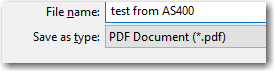 File name: test from AS400
Save as type: PDF Document (*.pdf)